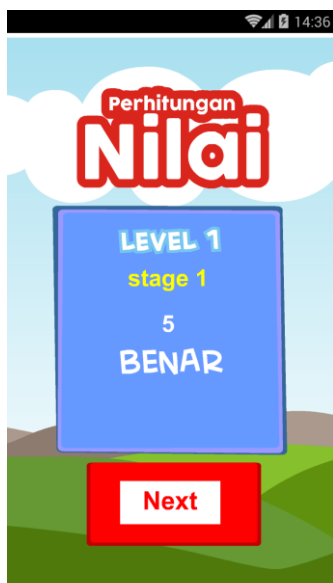 14:36
Perhitungan
Nilai
LEVEL 1
stage 1
5
BENAR
Next